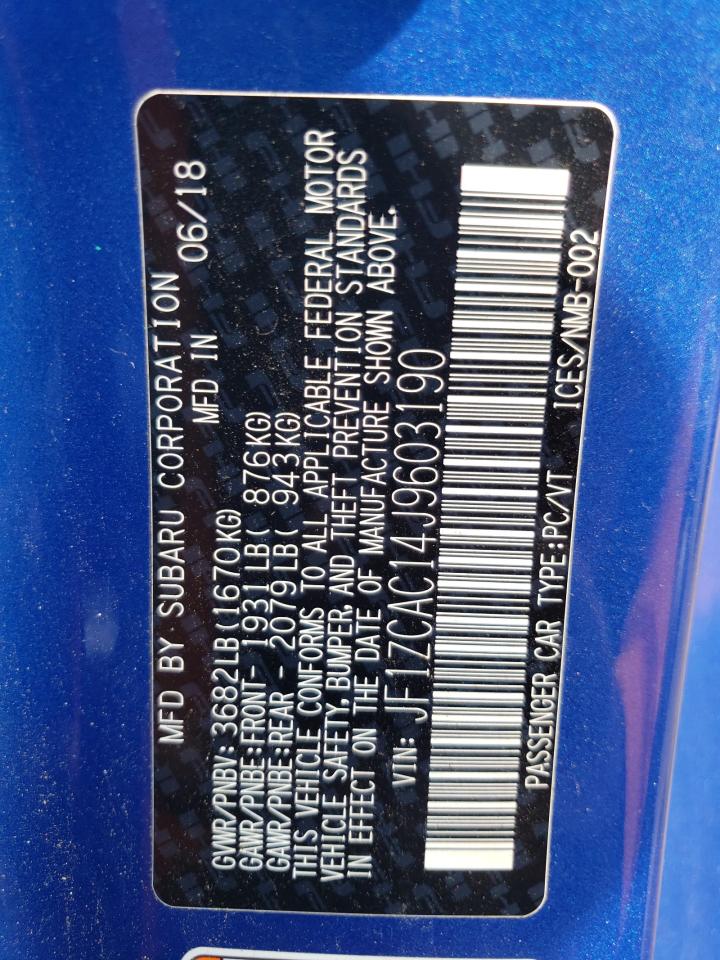 MFD BY SUBARU CORPORATION
MFD IN 06/18
GVWR/PNBV: 3682LB(1670KG)
GAWR/PNBE:FRONT- 1931LB( 876KG)
GAWR/PNBE:REAR - 2079LB( 943KG)
THIS VEHICLE CONFORMS TO ALL APPLICABLE FEDERAL MOTOR
VEHICLE SAFETY, BUMPER, AND THEFT PREVENTION STANDARDS
IN EFFECT ON THE DATE OF MANUFACTURE SHOWN ABOVE.
VIN: JF1ZCAC14J9603190
PASSENGER CAR TYPE:PC/VT ICES/NMB-002